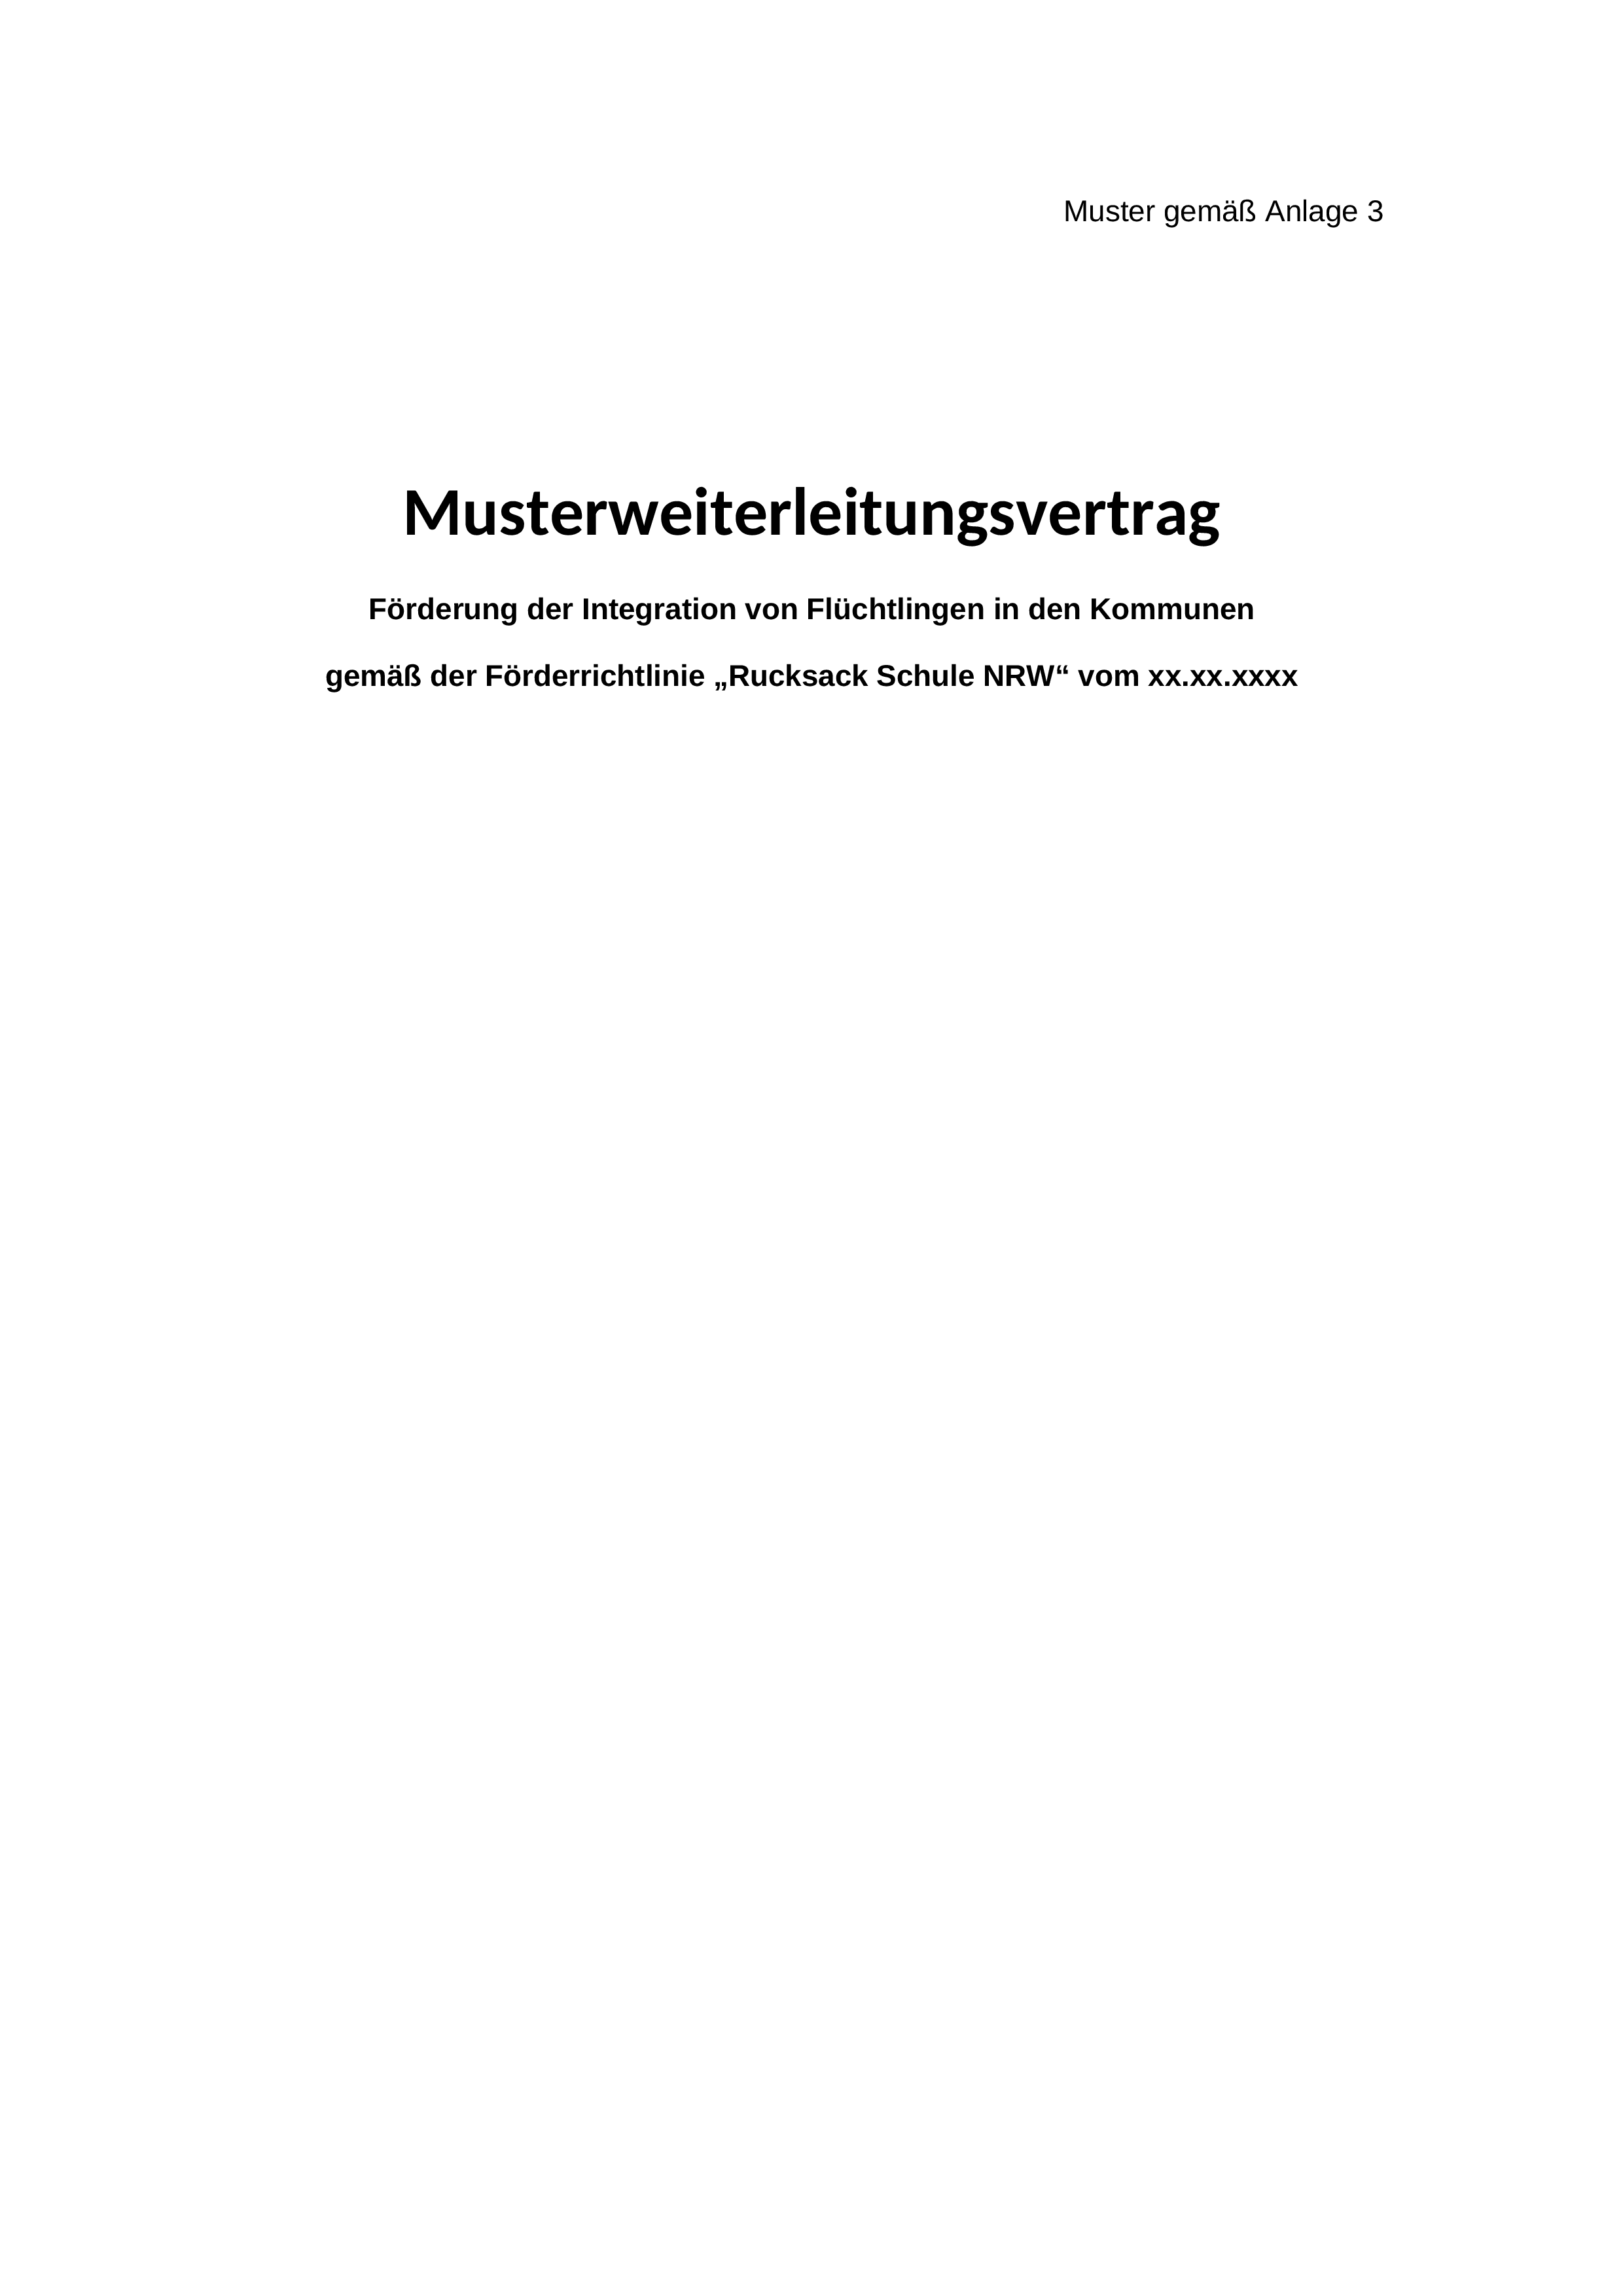 Muster gemäß Anlage 3
Musterweiterleitungsvertrag
Förderung der Integration von Flüchtlingen in den Kommunen
gemäß der Förderrichtlinie „Rucksack Schule NRW“ vom xx.xx.xxxx